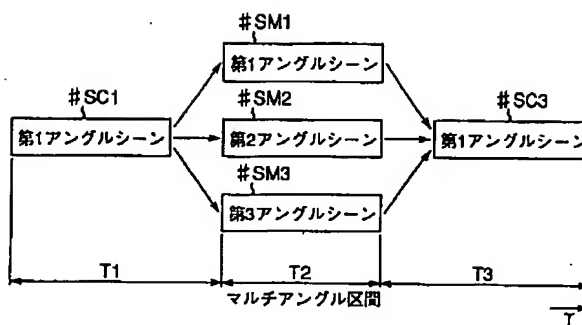 #SM1
第1アングルシーン
#SC1
#SM2
#SC3
第1アングルシーン
第2アングルシーン
第1アングルシーン
#SM3
第3アングルシーン
T1
T2
T3
マルチアングル区間
T